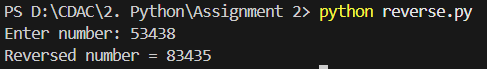 PS D:\CDAC\2. Python\Assignment 2> python reverse.py
Enter number: 53438
Reversed number = 83435